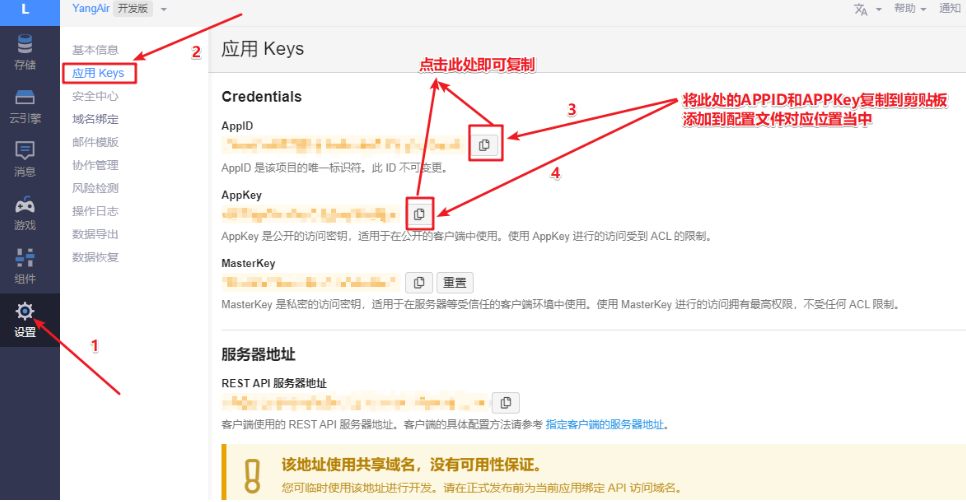 L
YangAir 开发版
帮助
通知
存储
云引擎
消息
游戏
组件
设置
基本信息
应用 Keys
安全中心
域名绑定
邮件模版
协作管理
风险检测
操作日志
数据导出
数据恢复
1
2
应用 Keys
点击此处即可复制
Credentials
3
将此处的APPID和APPKey复制到剪贴板
添加到配置文件对应位置当中
AppID
AppID 是该项目的唯一标识符。此 ID 不可变更。
4
AppKey
AppKey 是公开的访问密钥，适用于在公开的客户端中使用。使用 AppKey 进行的访问受到 ACL 的限制。
MasterKey
重置
MasterKey 是私密的访问密钥，适用于在服务器等受信任的客户端环境中使用。使用 MasterKey 进行的访问拥有最高权限，不受任何 ACL 限制。
服务器地址
REST API 服务器地址
客户端使用的 REST API 服务器地址。客户端的具体配置方法请参考 指定客户端的服务器地址。
该地址使用共享域名，没有可用性保证。
您可临时使用该地址进行开发。请在正式发布前为当前应用绑定 API 访问域名。